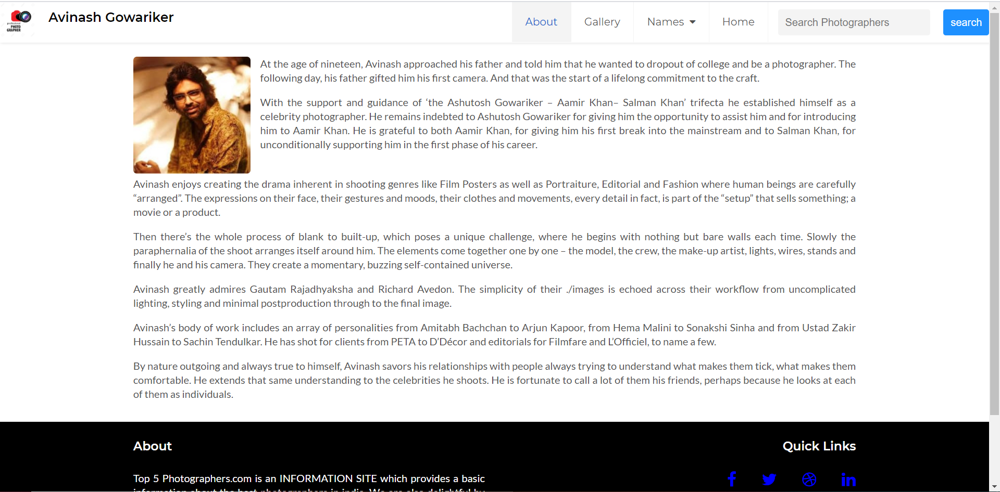 professional
PHOTO
GRAPHER
Avinash Gowariker
About
Gallery
Names
Home
Search Photographers
search
At the age of nineteen, Avinash approached his father and told him that he wanted to dropout of college and be a photographer. The
following day, his father gifted him his first camera. And that was the start of a lifelong commitment to the craft.
With the support and guidance of ‘the Ashutosh Gowariker – Aamir Khan– Salman Khan’ trifecta he established himself as a
celebrity photographer. He remains indebted to Ashutosh Gowariker for giving him the opportunity to assist him and for introducing
him to Aamir Khan. He is grateful to both Aamir Khan, for giving him his first break into the mainstream and to Salman Khan, for
unconditionally supporting him in the first phase of his career.
Avinash enjoys creating the drama inherent in shooting genres like Film Posters as well as Portraiture, Editorial and Fashion where human beings are carefully
“arranged”. The expressions on their face, their gestures and moods, their clothes and movements, every detail in fact, is part of the “setup” that sells something; a
movie or a product.
Then there’s the whole process of blank to built-up, which poses a unique challenge, where he begins with nothing but bare walls each time. Slowly the
paraphernalia of the shoot arranges itself around him. The elements come together one by one – the model, the crew, the make-up artist, lights, wires, stands and
finally he and his camera. They create a momentary, buzzing self-contained universe.
Avinash greatly admires Gautam Rajadhyaksha and Richard Avedon. The simplicity of their ./images is echoed across their workflow from uncomplicated
lighting, styling and minimal postproduction through to the final image.
Avinash’s body of work includes an array of personalities from Amitabh Bachchan to Arjun Kapoor, from Hema Malini to Sonakshi Sinha and from Ustad Zakir
Hussain to Sachin Tendulkar. He has shot for clients from PETA to D’Décor and editorials for Filmfare and L’Officiel, to name a few.
By nature outgoing and always true to himself, Avinash savors his relationships with people always trying to understand what makes them tick, what makes them
comfortable. He extends that same understanding to the celebrities he shoots. He is fortunate to call a lot of them his friends, perhaps because he looks at each
of them as individuals.
About
Quick Links
Top 5 Photographers.com is an INFORMATION SITE which provides a basic
information about the best photographers in india. We are also delightful by